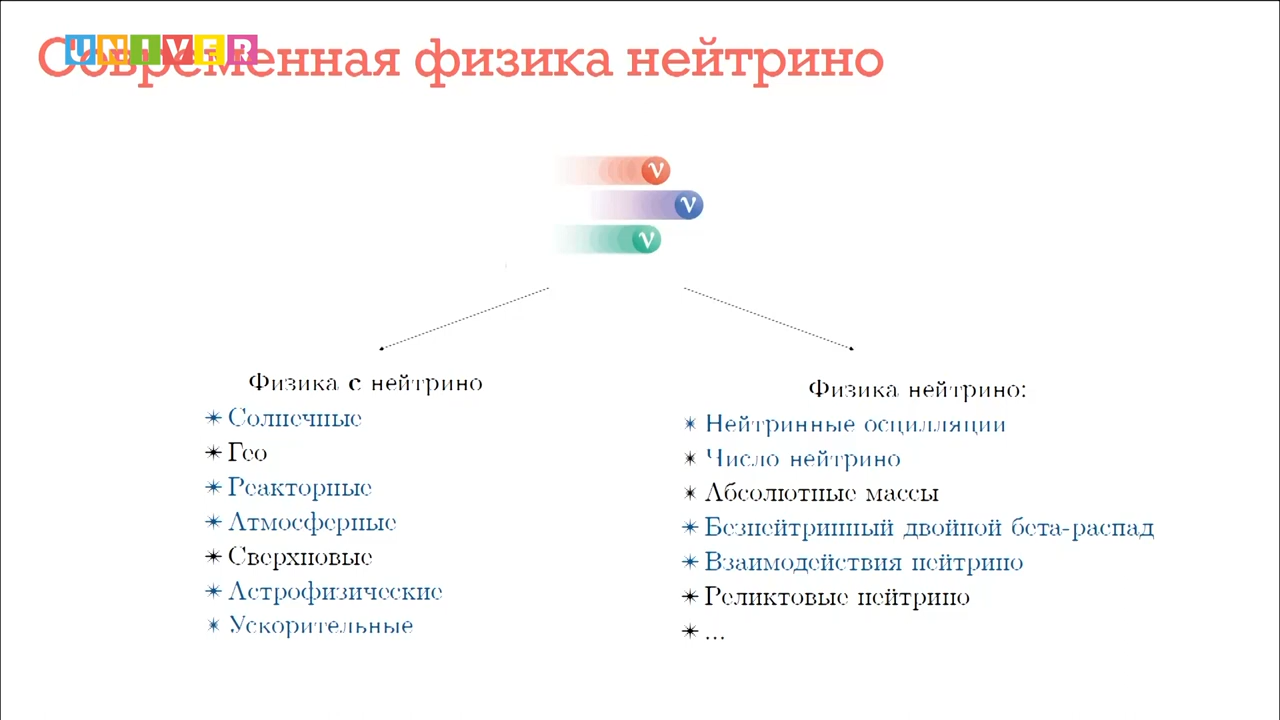 Современная физика нейтрино
UNIVER
ν
ν
ν
Физика с нейтрино
✴ Солнечные
✴ Гео
✴ Реакторные
✴ Атмосферные
✴ Сверхновые
✴ Астрофизические
✴ Ускорительные
Физика нейтрино:
✴ Нейтринные осцилляции
✴ Число нейтрино
✴ Абсолютные массы
✴ Безнейтринный двойной бета-распад
✴ Взаимодействия нейтрино
✴ Реликтовые нейтрино
✴ ...